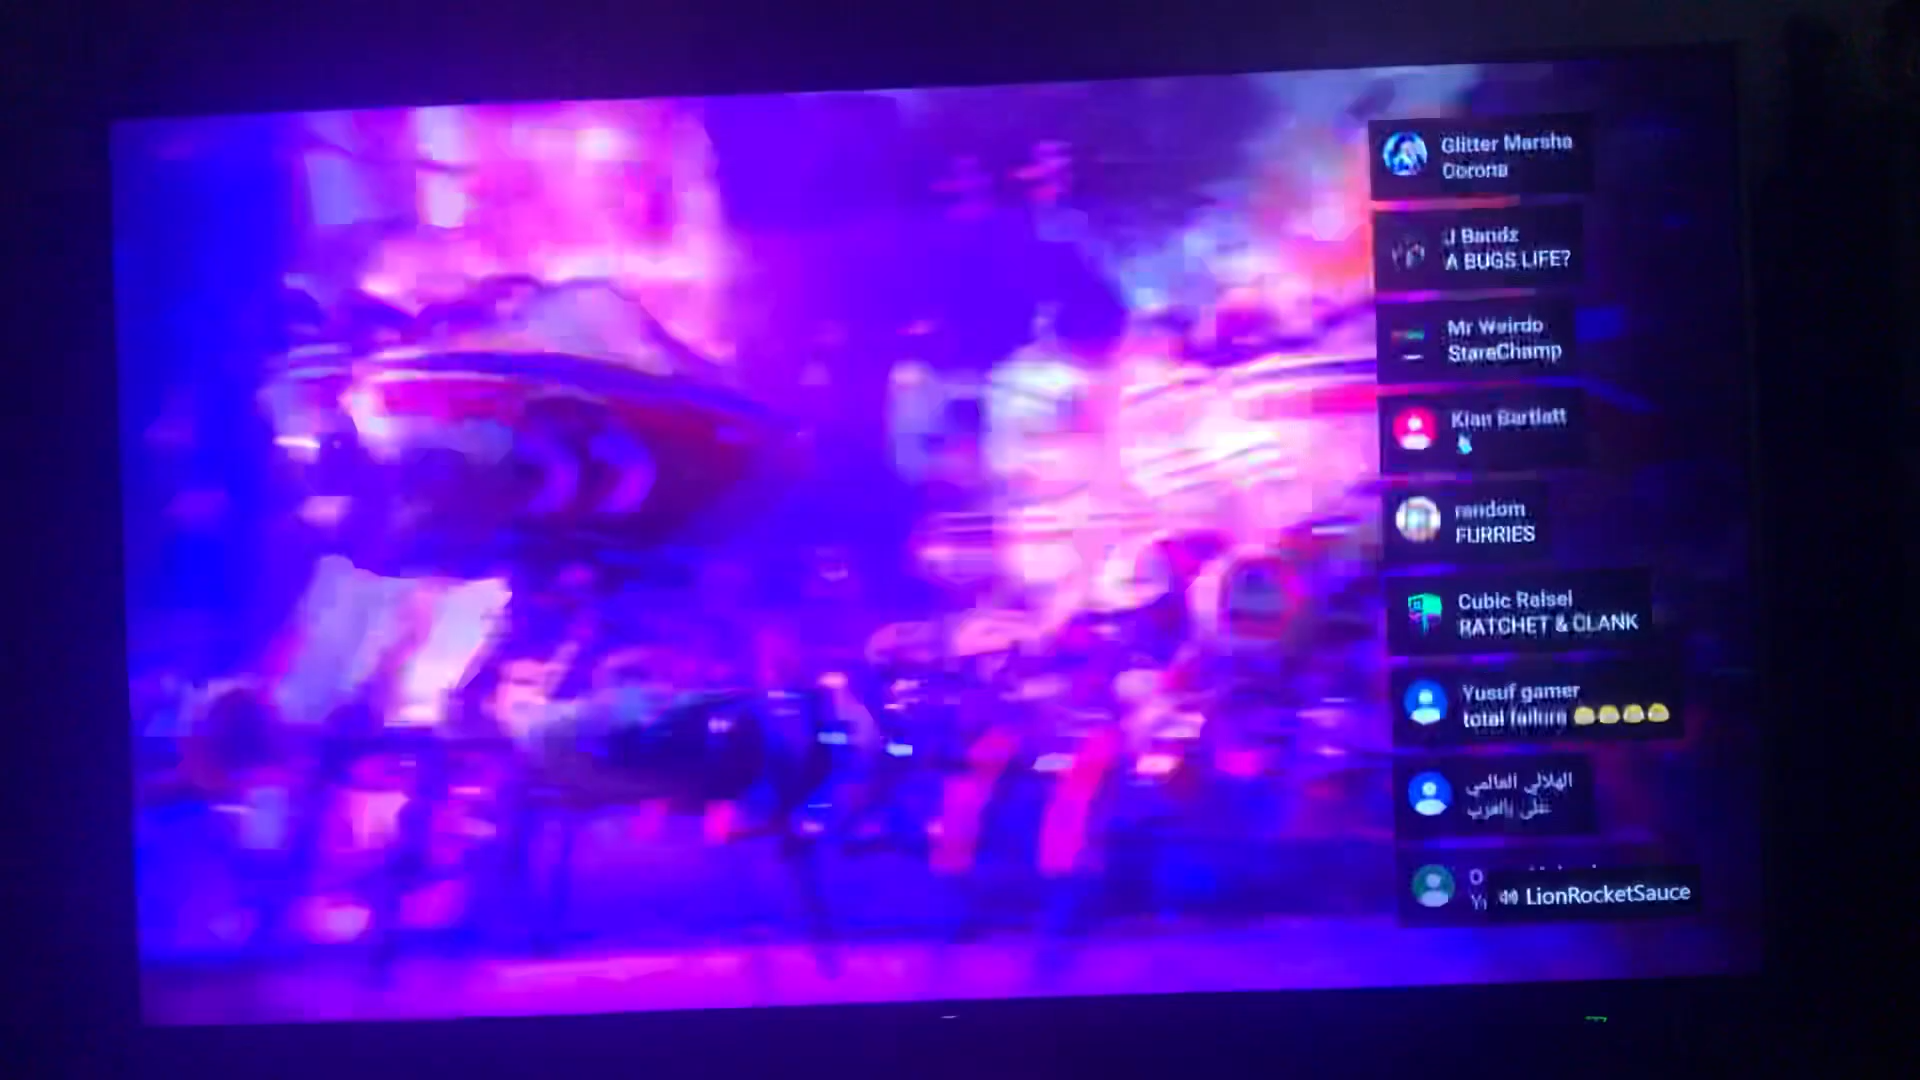 Glitter Marsha
Corona
J Bandz
A BUGS LIFE?
Mr Weirdo
StareChamp
Kian Bartlett
random
FURRIES
Cubic Ralsei
RATCHET & CLANK
Yusuf gamer
total failure
الهلالي العالمي
LionRocketSauce